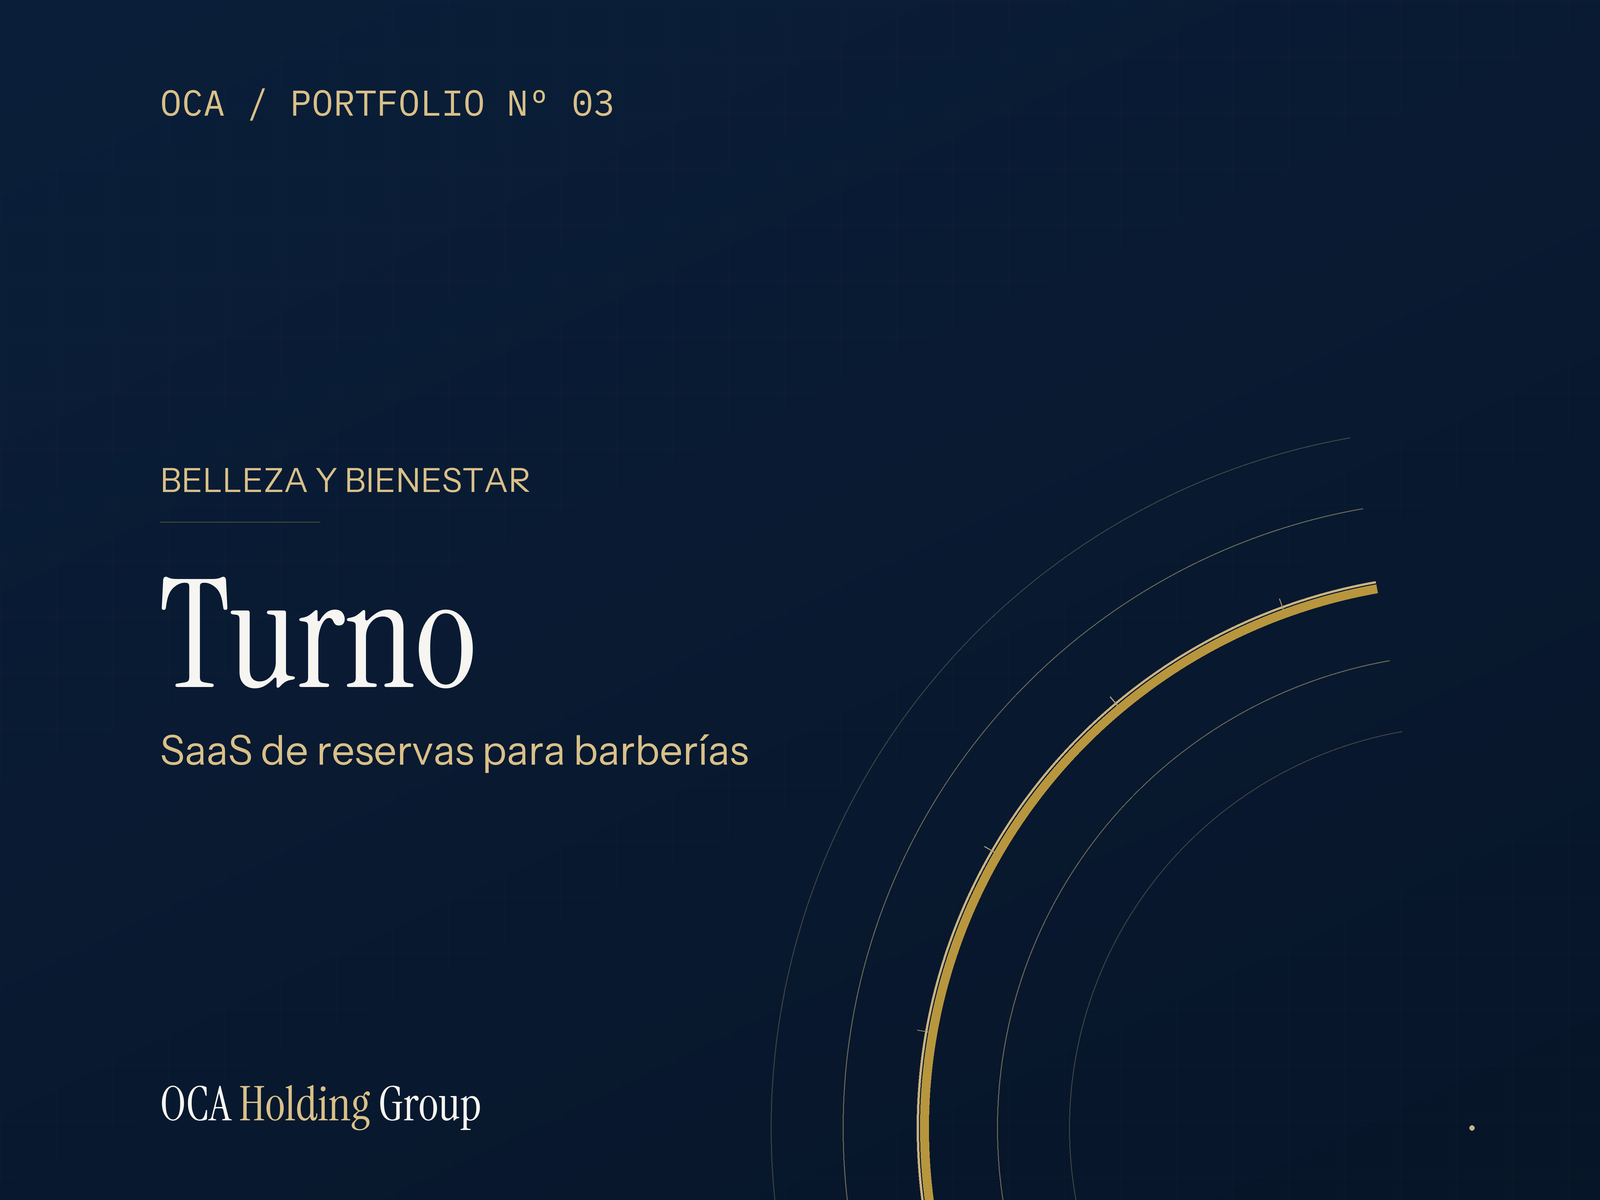 OCA / PORTFOLIO Nº 03
BELLEZA Y BIENESTAR
Turno
SaaS de reservas para barberías
OCA Holding Group